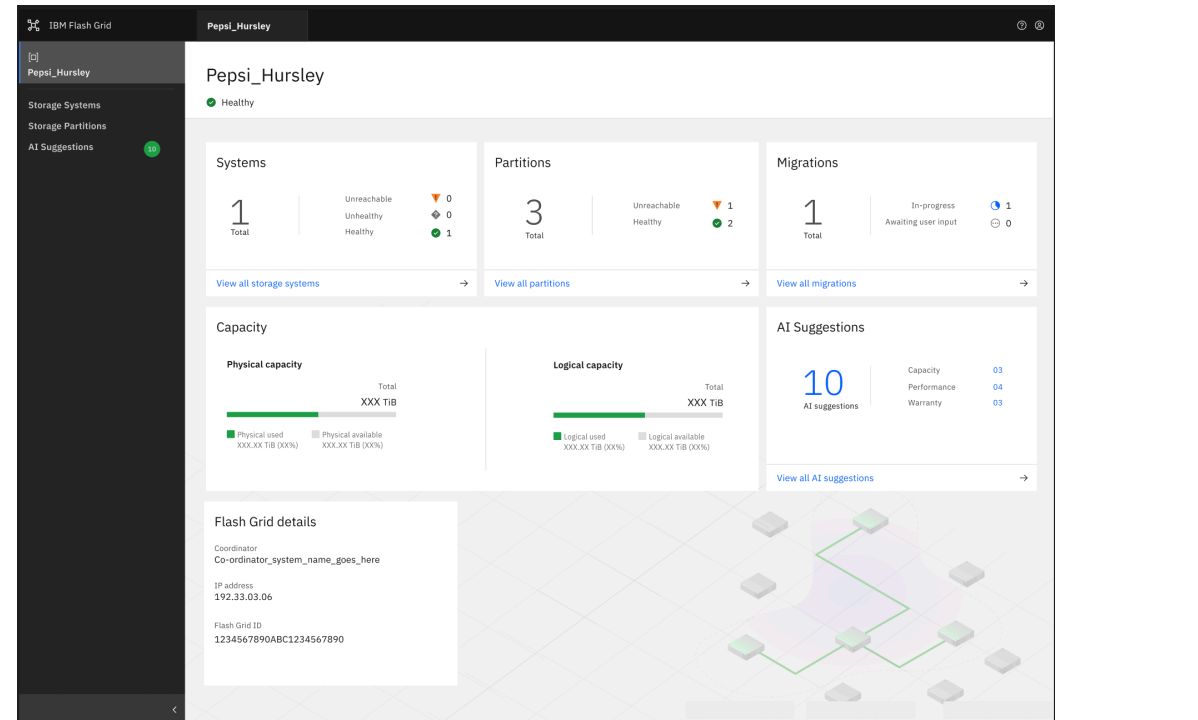 IBM Flash Grid
Pepsi_Hursley
Pepsi_Hursley
Storage Systems
Storage Partitions
AI Suggestions 10
Pepsi_Hursley
Healthy
Systems
1
Total
Unreachable 0
Unhealthy 0
Healthy 1
View all storage systems
Partitions
3
Total
Unreachable 1
Healthy 2
View all partitions
Migrations
1
Total
In-progress 1
Awaiting user input 0
View all migrations
Capacity
Physical capacity
Total
XXX TiB
Physical used
XXX.XX TiB (XX%)
Physical available
XXX.XX TiB (XX%)
Logical capacity
Total
XXX TiB
Logical used
XXX.XX TiB (XX%)
Logical available
XXX.XX TiB (XX%)
AI Suggestions
10
AI suggestions
Capacity 03
Performance 04
Warranty 03
View all AI suggestions
Flash Grid details
Coordinator
Co-ordinator_system_name_goes_here
IP address
192.33.03.06
Flash Grid ID
1234567890ABC1234567890